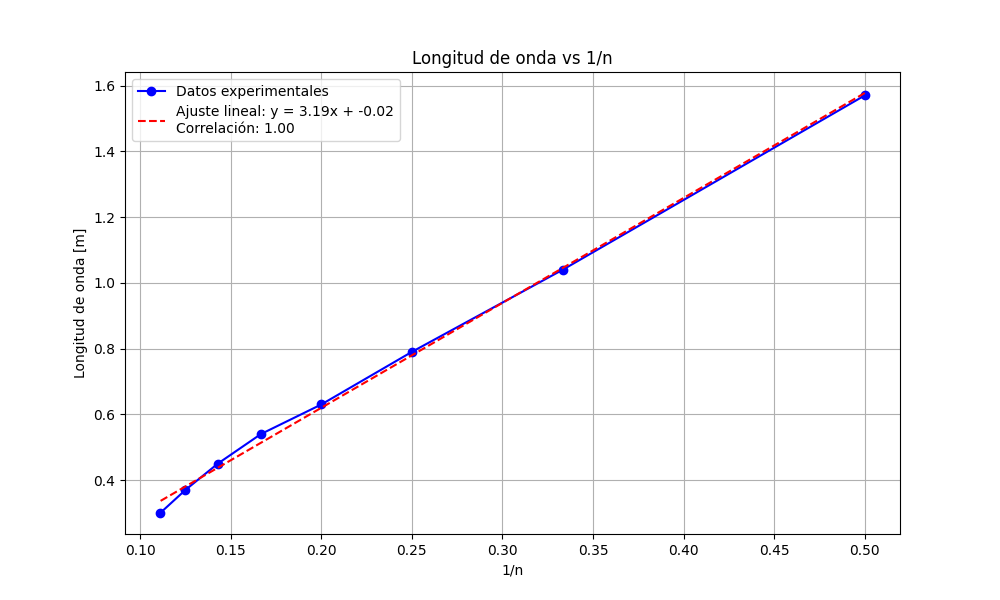 Longitud de onda vs 1/n
Datos experimentales
Ajuste lineal: y = 3.19x + -0.02
Correlación: 1.00
Longitud de onda [m]
1.6
1.4
1.2
1.0
0.8
0.6
0.4
0.10 0.15 0.20 0.25 0.30 0.35 0.40 0.45 0.50
1/n